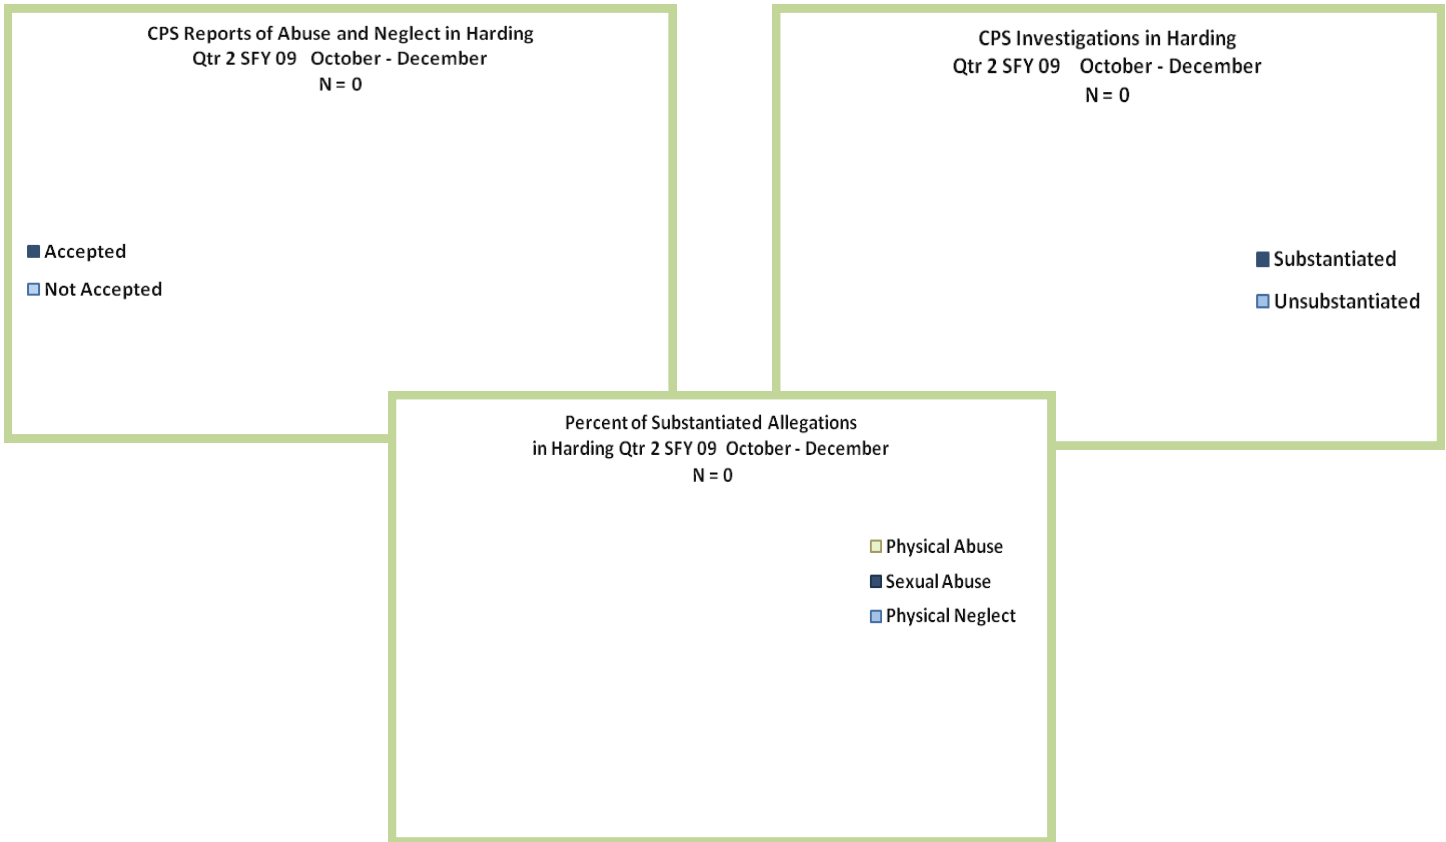 CPS Reports of Abuse and Neglect in Harding
Qtr 2 SFY 09 October - December
N = 0
Accepted
Not Accepted
CPS Investigations in Harding
Qtr 2 SFY 09 October - December
N = 0
Substantiated
Unsubstantiated
Percent of Substantiated Allegations
in Harding Qtr 2 SFY 09 October - December
N = 0
Physical Abuse
Sexual Abuse
Physical Neglect